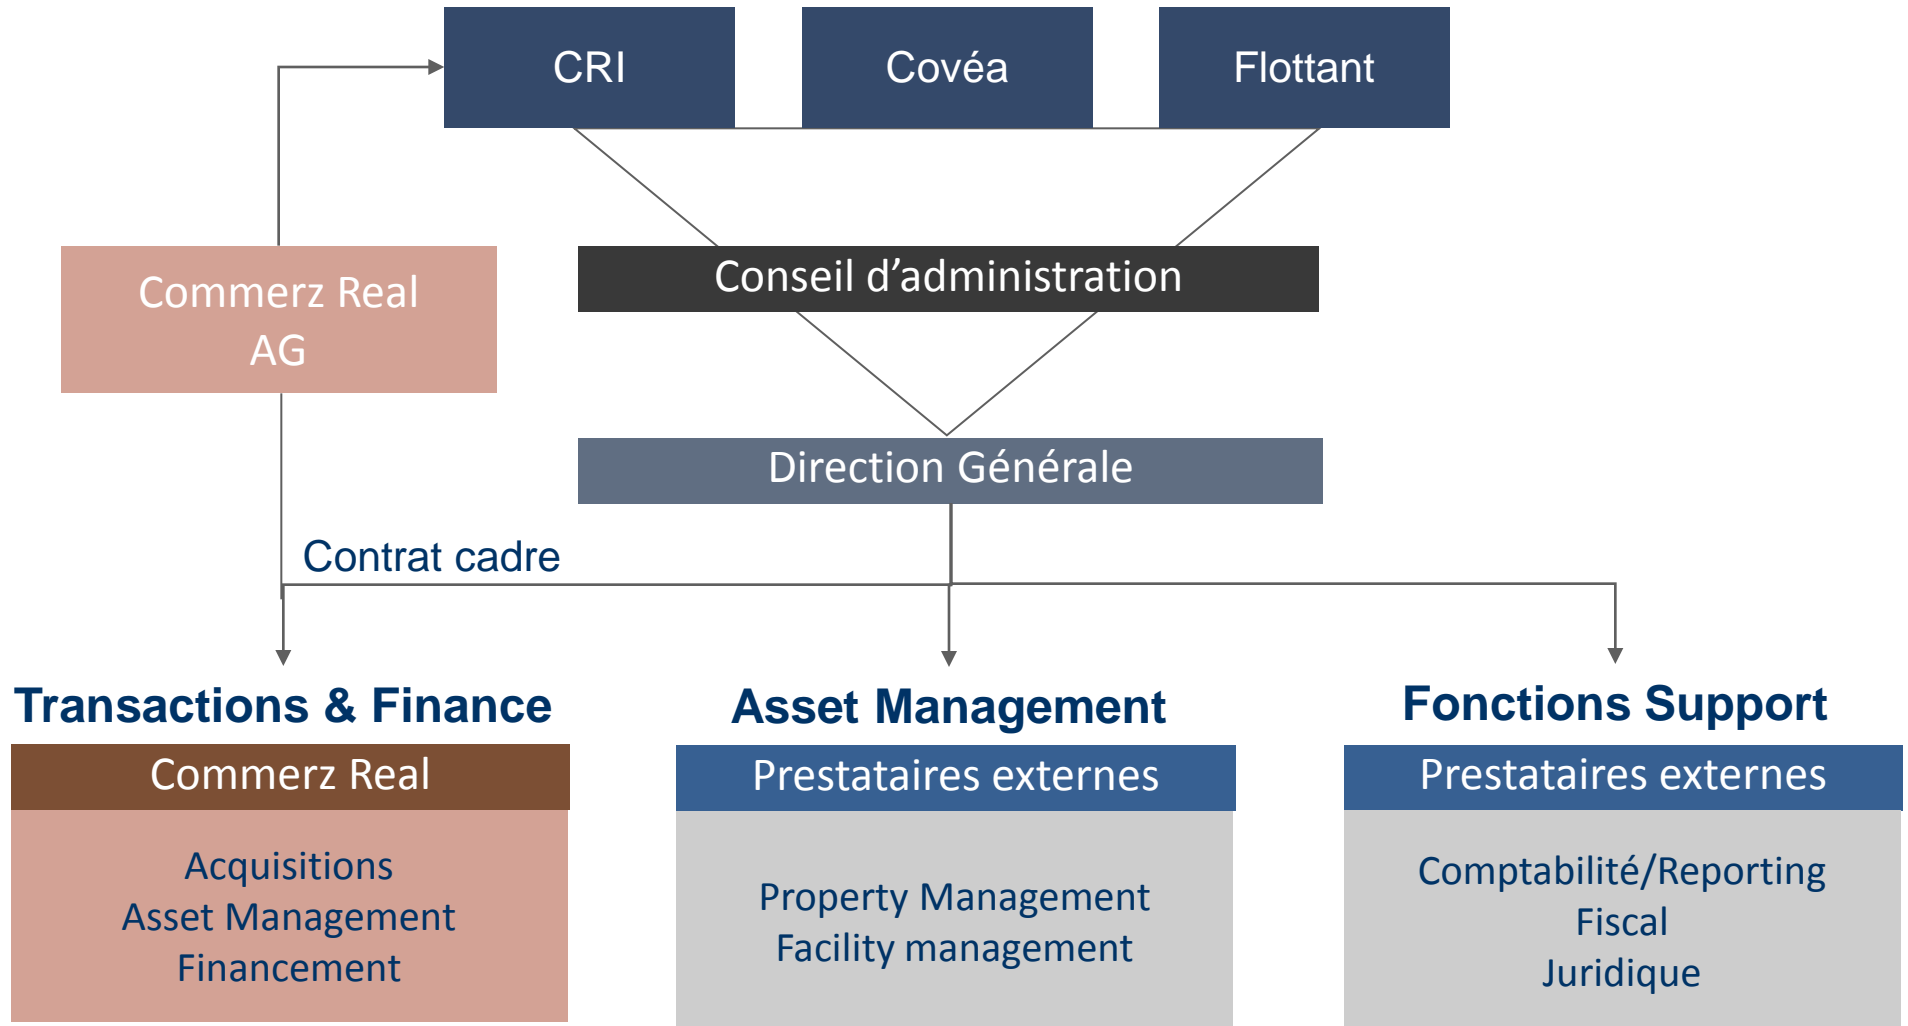 CRI
Covéa
Flottant
Commerz Real
AG
Conseil d’administration
Direction Générale
Contrat cadre
Transactions & Finance
Commerz Real
Acquisitions
Asset Management
Financement
Asset Management
Prestataires externes
Property Management
Facility management
Fonctions Support
Prestataires externes
Comptabilité/Reporting
Fiscal
Juridique